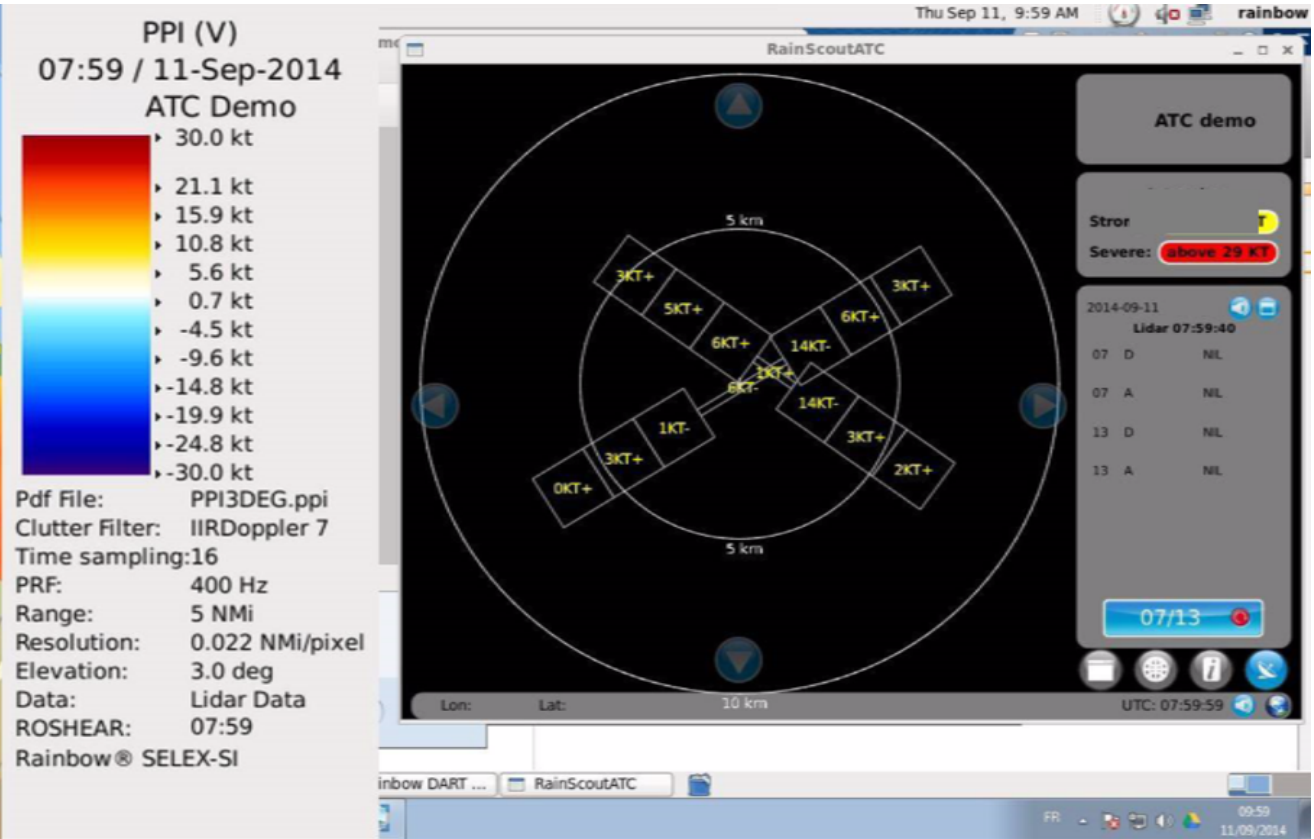 PPI (V)
07:59 / 11-Sep-2014
ATC Demo
30.0 kt
21.1 kt
15.9 kt
10.8 kt
5.6 kt
0.7 kt
-4.5 kt
-9.6 kt
-14.8 kt
-19.9 kt
-24.8 kt
-30.0 kt
Pdf File: PPI3DEG.ppi
Clutter Filter: IIRDoppler 7
Time sampling:16
PRF: 400 Hz
Range: 5 NMi
Resolution: 0.022 NMi/pixel
Elevation: 3.0 deg
Data: Lidar Data
ROSHEAR: 07:59
Rainbow® SELEX-SI
Thu Sep 11, 9:59 AM rainbow
RainScoutATC
5 km
3KT+
5KT+
6KT+
3KT+
6KT+
14KT-
1KT+
6KT-
14KT-
3KT+
2KT+
1KT-
3KT+
0KT+
5 km
10 km
ATC demo
Stror T
Severe: above 29 KT
2014-09-11
Lidar 07:59:40
07 D NIL
07 A NIL
13 D NIL
13 A NIL
07/13
Lon: Lat:
UTC: 07:59:59
inbow DART ...
RainScoutATC
FR
09:59
11/09/2014